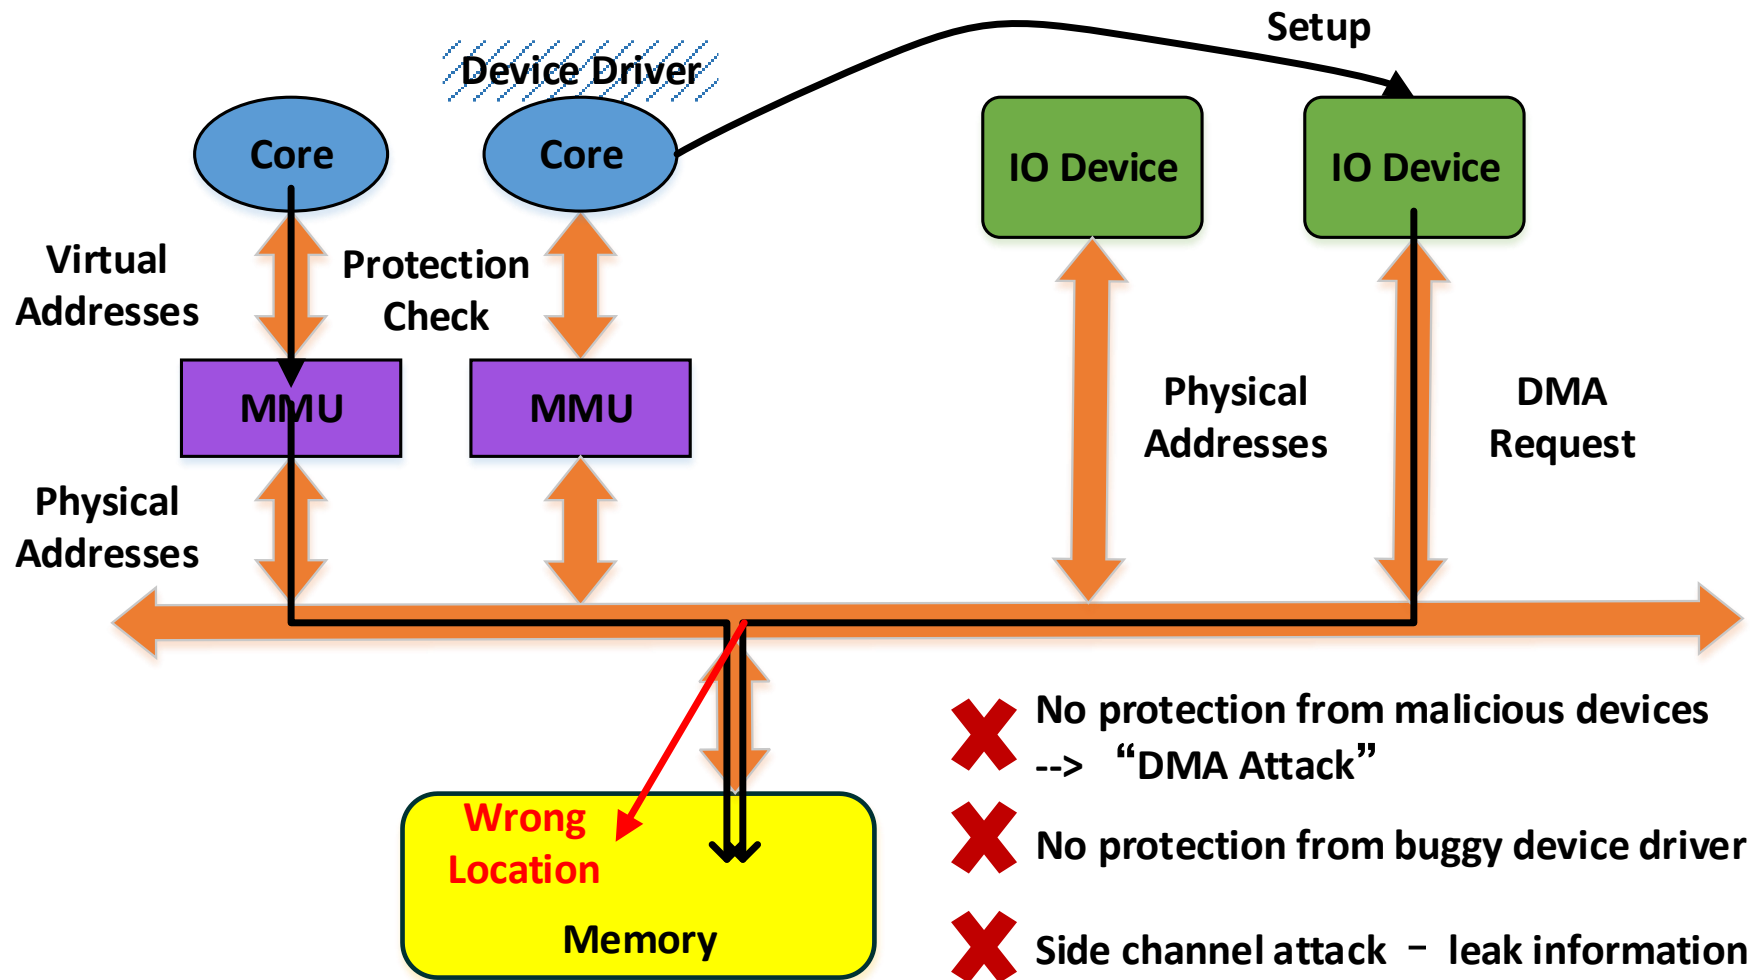 Setup
Device Driver
Core
Core
IO Device
IO Device
Virtual
Addresses
Protection
Check
MMU
MMU
Physical
Addresses
DMA
Request
Physical
Addresses
No protection from malicious devices
--> “DMA Attack”
Wrong
Location
No protection from buggy device driver
Memory
Side channel attack – leak information